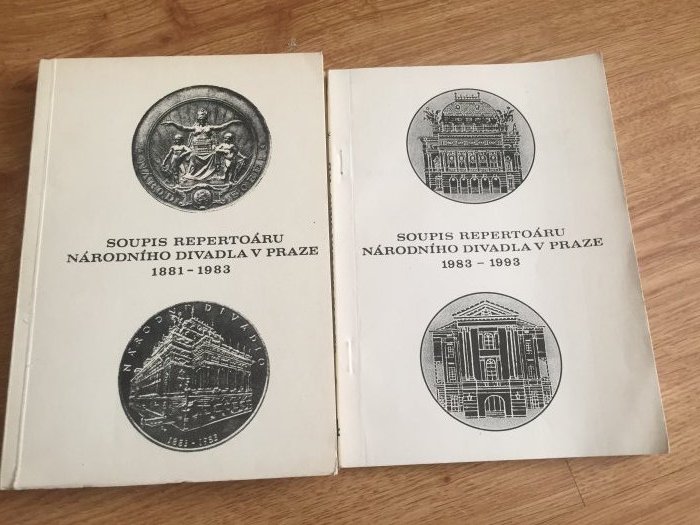 SOUPIS REPERTOÁRU
NÁRODNÍHO DIVADLA V PRAZE
1881 - 1983
NÁRODNÍ DIVADLO
1883 - 1983
SOUPIS REPERTOÁRU
NÁRODNÍHO DIVADLA V PRAZE
1983 - 1993